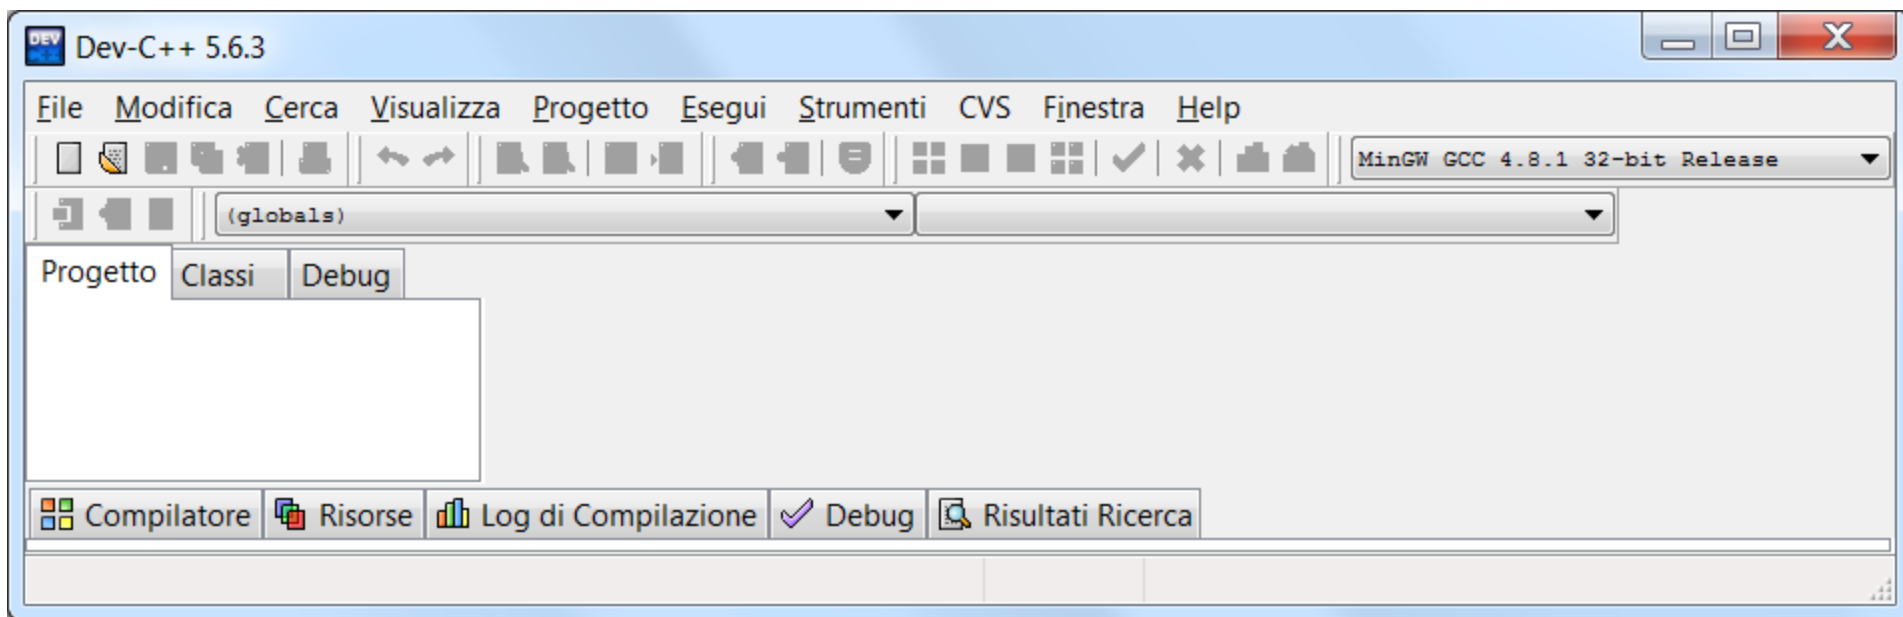 DEV C++ Dev-C++ 5.6.3
File Modifica Cerca Visualizza Progetto Esegui Strumenti CVS Finestra Help
MinGW GCC 4.8.1 32-bit Release
(globals)
Progetto Classi Debug
Compilatore Risorse Log di Compilazione Debug Risultati Ricerca